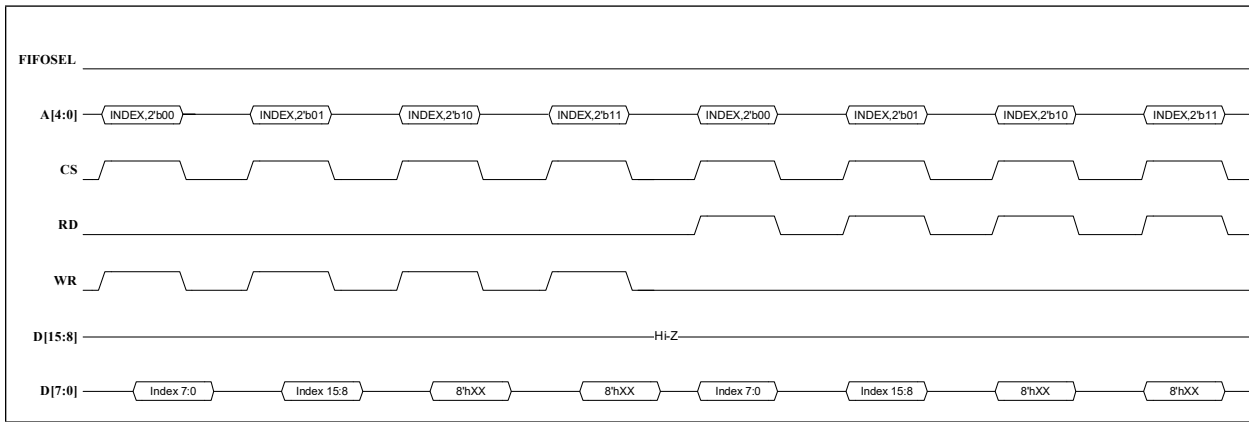 FIFOSEL
A[4:0] INDEX,2'b00 INDEX,2'b01 INDEX,2'b10 INDEX,2'b11 INDEX,2'b00 INDEX,2'b01 INDEX,2'b10 INDEX,2'b11
CS
RD
WR
D[15:8] Hi-Z
D[7:0] Index 7:0 Index 15:8 8'hXX 8'hXX Index 7:0 Index 15:8 8'hXX 8'hXX